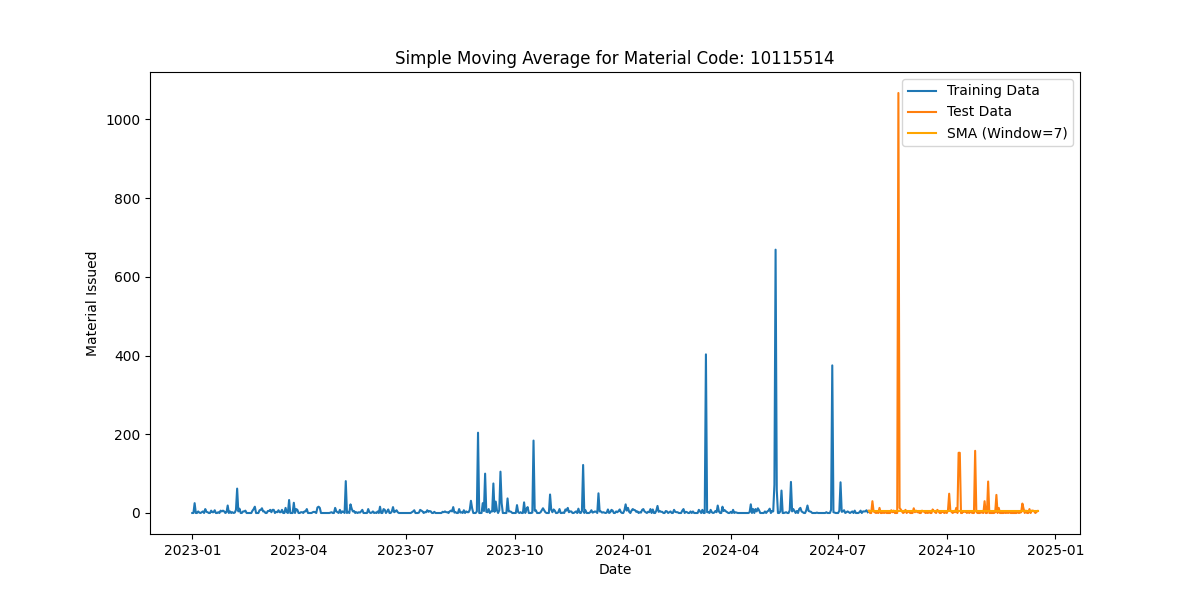 Simple Moving Average for Material Code: 10115514
Training Data
Test Data
SMA (Window=7)
Material Issued
1000
800
600
400
200
0
2023-01 2023-04 2023-07 2023-10 2024-01 2024-04 2024-07 2024-10 2025-01
Date